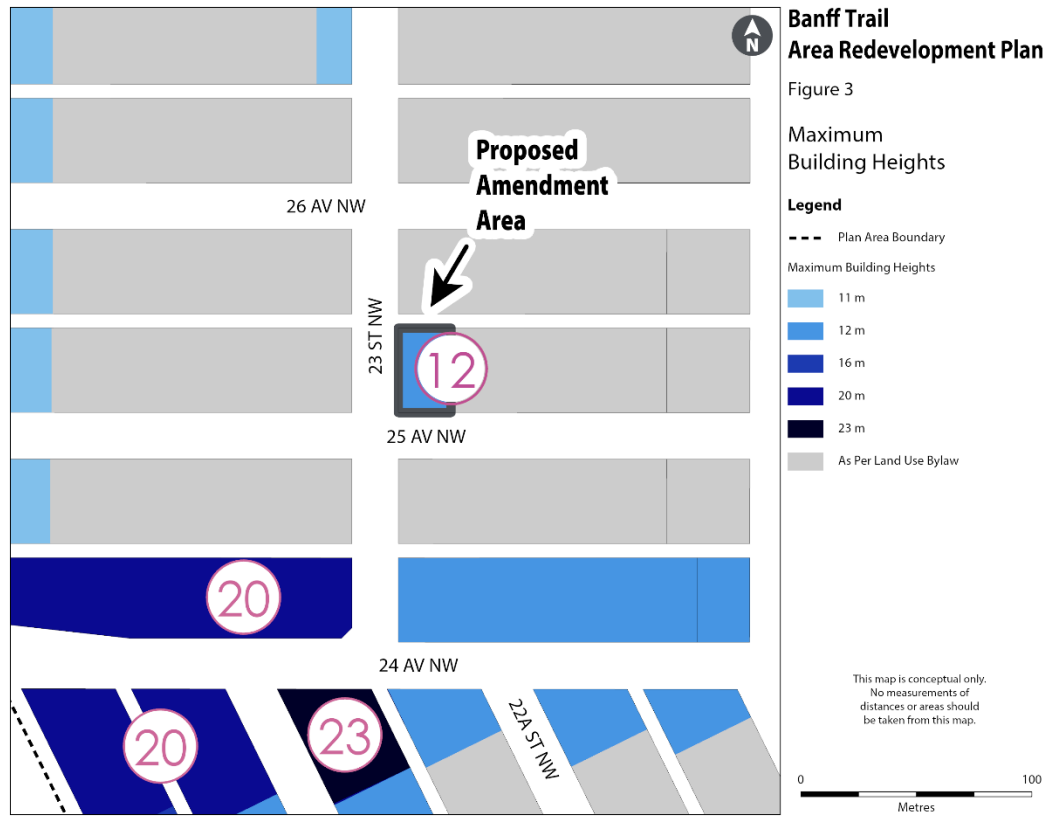 Banff Trail
Area Redevelopment Plan
Figure 3
Maximum
Building Heights
Legend
Plan Area Boundary
Maximum Building Heights
11 m
12 m
16 m
20 m
23 m
As Per Land Use Bylaw
N
Proposed
Amendment
Area
26 AV NW
23 ST NW
12
25 AV NW
20
24 AV NW
20
23
22A ST NW
This map is conceptual only.
No measurements of
distances or areas should
be taken from this map.
0
100
Metres